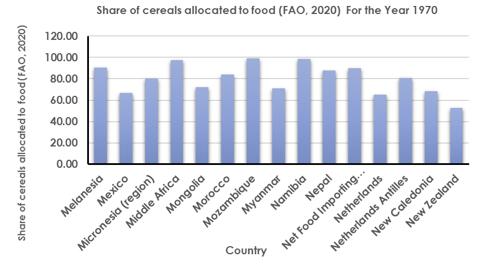 Share of cereals allocated to food (FAO, 2020) For the Year 1970
Share of cereals allocated to food (FAO, 2020)
120.00
100.00
80.00
60.00
40.00
20.00
0.00
Melanesia
Mexico
Micronesia (region)
Middle Africa
Mongolia
Morocco
Mozambique
Myanmar
Namibia
Nepal
Net Food Importing...
Netherlands
Netherlands Antilles
New Caledonia
New Zealand
Country